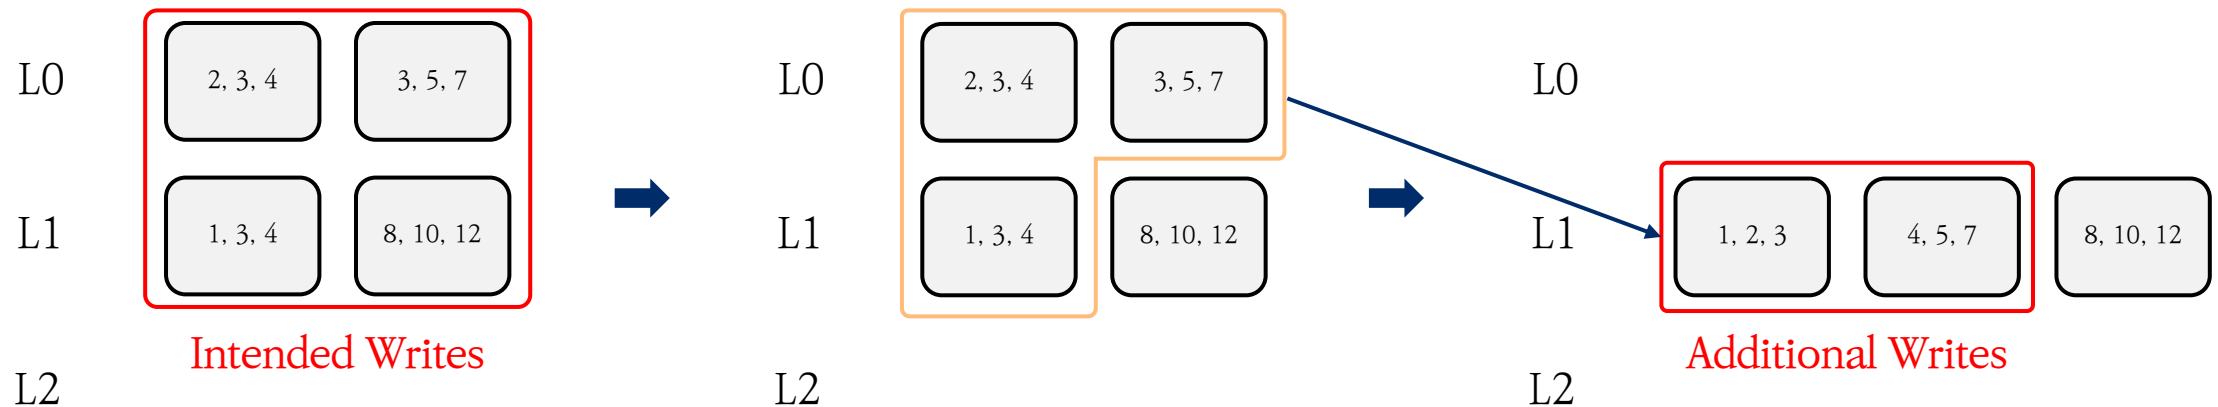 L0
2, 3, 4
3, 5, 7
L1
1, 3, 4
8, 10, 12
Intended Writes
L2
L0
2, 3, 4
3, 5, 7
L1
1, 3, 4
8, 10, 12
L2
L0
L1
1, 2, 3
4, 5, 7
8, 10, 12
Additional Writes
L2